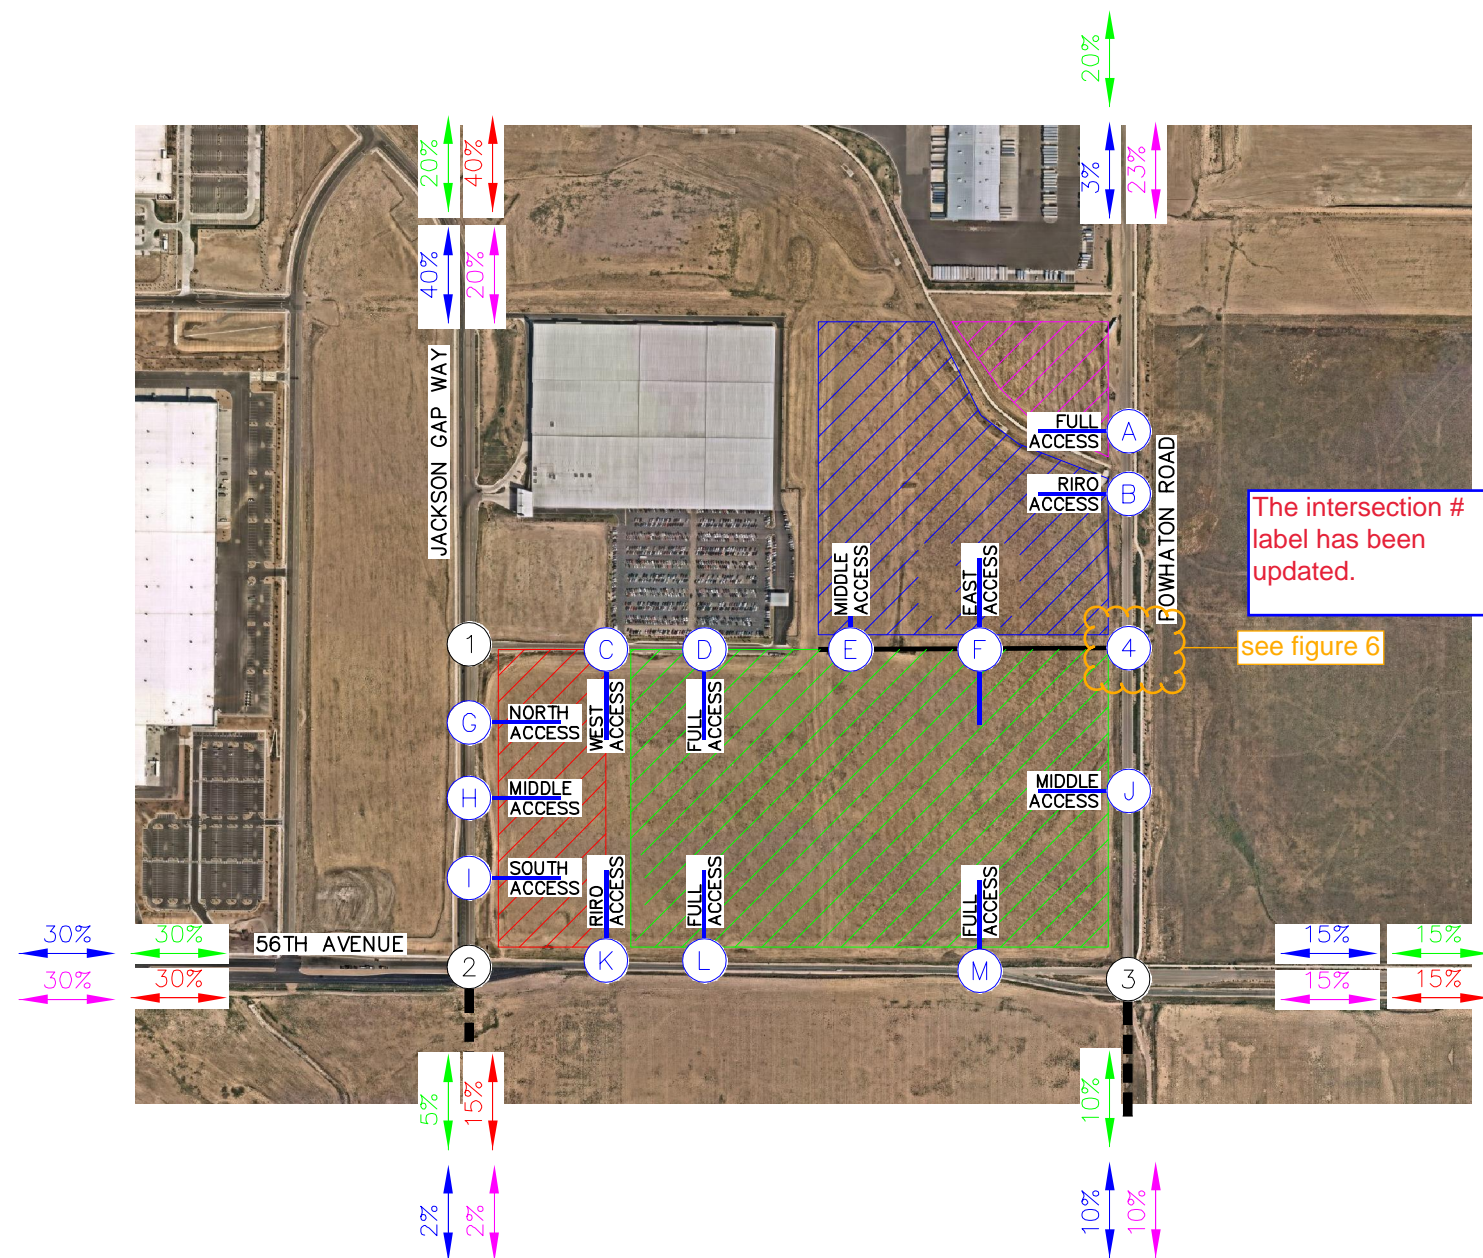 20%
20%
40%
3%
23%
40%
20%
JACKSON GAP WAY
FULL
ACCESS
A
POWHATON ROAD
RIRO
ACCESS
B
The intersection #
label has been
updated.
MIDDLE
ACCESS
EAST
ACCESS
1
C
D
E
F
4
see figure 6
G
NORTH
ACCESS
WEST
ACCESS
FULL
ACCESS
H
MIDDLE
ACCESS
MIDDLE
ACCESS
J
I
SOUTH
ACCESS
RIRO
ACCESS
FULL
ACCESS
FULL
ACCESS
30%
30%
56TH AVENUE
15%
15%
2
K
L
M
3
30%
30%
15%
15%
5%
15%
10%
2%
2%
10%
10%